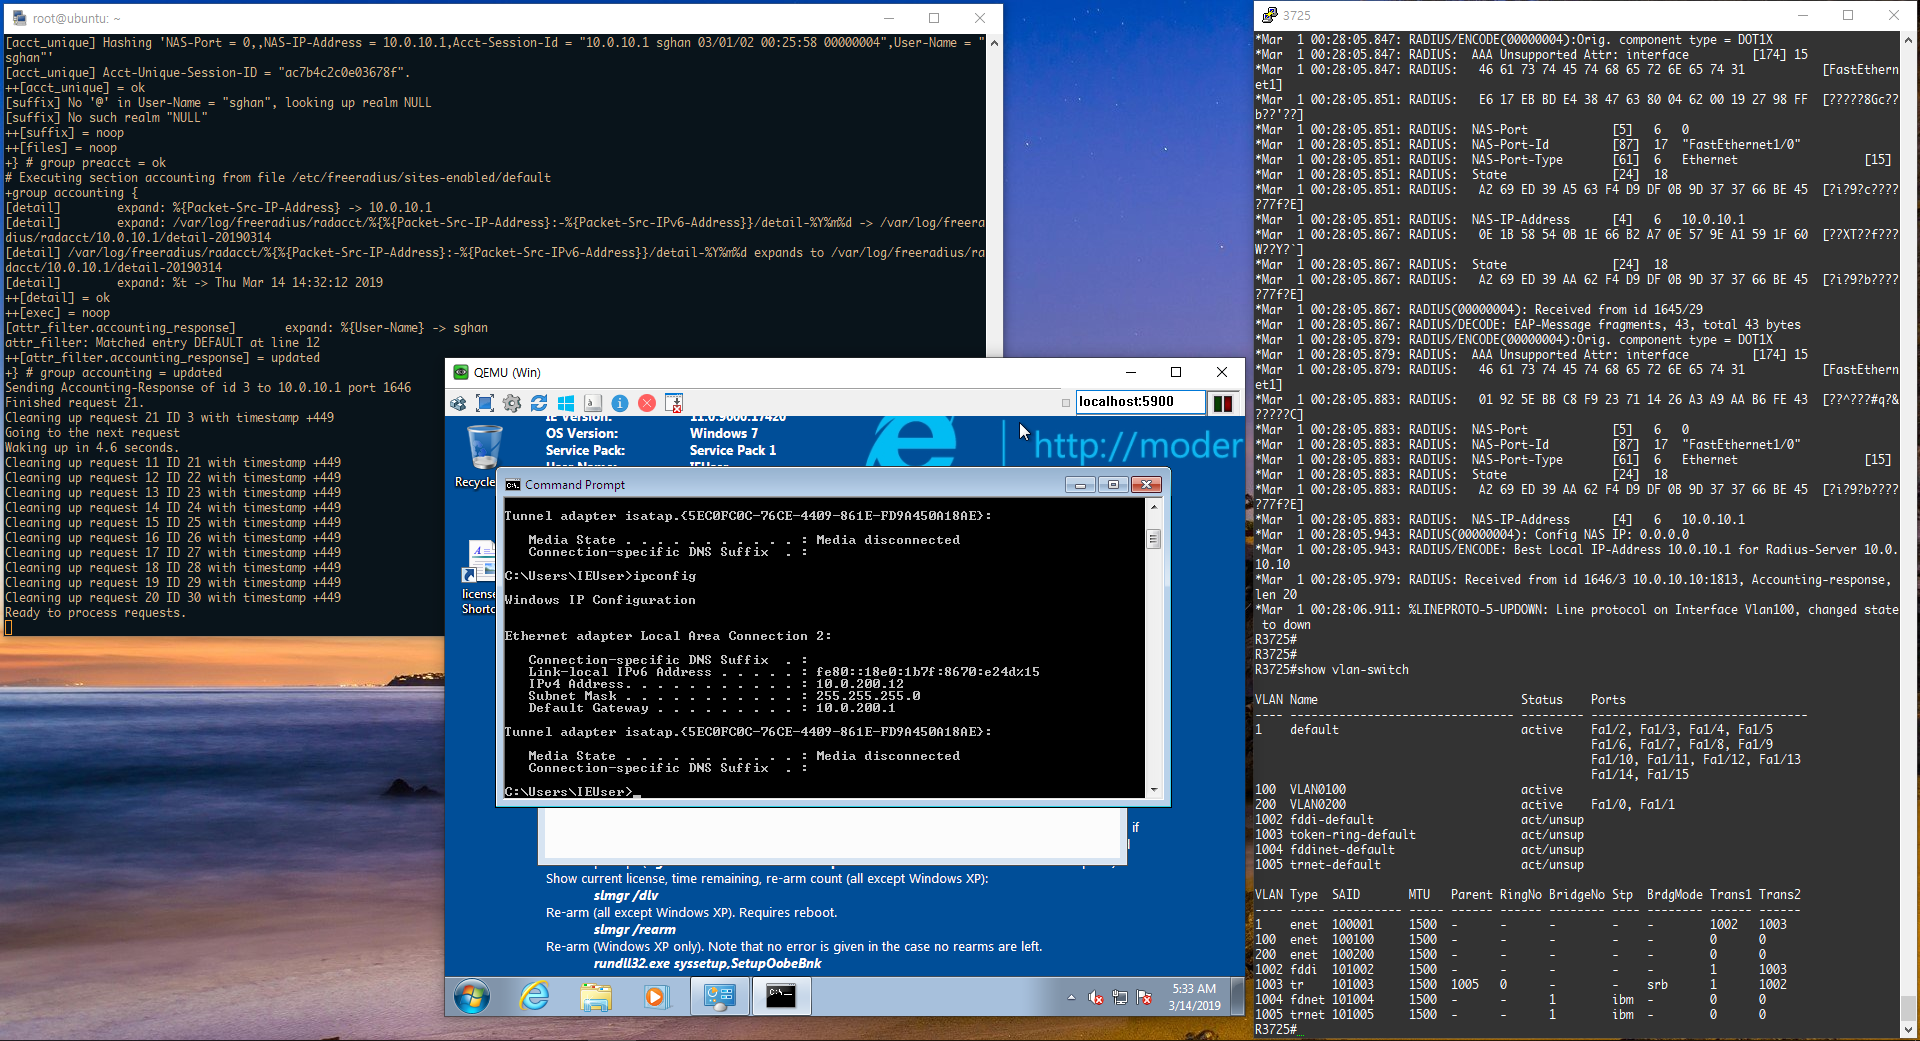 root@ubuntu: ~
[acct_unique] Hashing 'NAS-Port = 0,,NAS-IP-Address = 10.0.10.1,Acct-Session-Id = "10.0.10.1 sghan 03/01/02 00:25:58 00000004",User-Name = "
sghan"'
[acct_unique] Acct-Unique-Session-ID = "ac7b4c2c0e03678f".
++[acct_unique] = ok
[suffix] No '@' in User-Name = "sghan", looking up realm NULL
[suffix] No such realm "NULL"
++[suffix] = noop
++[files] = noop
+} # group preacct = ok
# Executing section accounting from file /etc/freeradius/sites-enabled/default
+group accounting {
[detail]        expand: %{Packet-Src-IP-Address} -> 10.0.10.1
[detail]        expand: /var/log/freeradius/radacct/%{%{Packet-Src-IP-Address}:-%{Packet-Src-IPv6-Address}}/detail-%Y%m%d -> /var/log/freera
dius/radacct/10.0.10.1/detail-20190314
[detail] /var/log/freeradius/radacct/%{%{Packet-Src-IP-Address}:-%{Packet-Src-IPv6-Address}}/detail-%Y%m%d expands to /var/log/freeradius/ra
dacct/10.0.10.1/detail-20190314
[detail]        expand: %t -> Thu Mar 14 14:32:12 2019
++[detail] = ok
++[exec] = noop
[attr_filter.accounting_response]       expand: %{User-Name} -> sghan
attr_filter: Matched entry DEFAULT at line 12
++[attr_filter.accounting_response] = updated
+} # group accounting = updated
Sending Accounting-Response of id 3 to 10.0.10.1 port 1646
Finished request 21.
Cleaning up request 21 ID 3 with timestamp +449
Going to the next request
Waking up in 4.6 seconds.
Cleaning up request 11 ID 21 with timestamp +449
Cleaning up request 12 ID 22 with timestamp +449
Cleaning up request 13 ID 23 with timestamp +449
Cleaning up request 14 ID 24 with timestamp +449
Cleaning up request 15 ID 25 with timestamp +449
Cleaning up request 16 ID 26 with timestamp +449
Cleaning up request 17 ID 27 with timestamp +449
Cleaning up request 18 ID 28 with timestamp +449
Cleaning up request 19 ID 29 with timestamp +449
Cleaning up request 20 ID 30 with timestamp +449
Ready to process requests.
QEMU (Win)
localhost:5900
IE Version: 11.0.9600.17420
OS Version: Windows 7
Service Pack: Service Pack 1
http://moder
Recycle
license
Shortc
Command Prompt
Tunnel adapter isatap.{5EC0FC0C-76CE-4409-861E-FD9A450A18AE}:
Media State . . . . . . . . . . . : Media disconnected
Connection-specific DNS Suffix  . :
C:\Users\IEUser>ipconfig
Windows IP Configuration
Ethernet adapter Local Area Connection 2:
Connection-specific DNS Suffix  . :
Link-local IPv6 Address . . . . . : fe80::18e0:1b7f:8670:e24d%15
IPv4 Address. . . . . . . . . . . : 10.0.200.12
Subnet Mask . . . . . . . . . . . : 255.255.255.0
Default Gateway . . . . . . . . . : 10.0.200.1
Tunnel adapter isatap.{5EC0FC0C-76CE-4409-861E-FD9A450A18AE}:
Media State . . . . . . . . . . . : Media disconnected
Connection-specific DNS Suffix  . :
C:\Users\IEUser>
if
Show current license, time remaining, re-arm count (all except Windows XP):
slmgr /dlv
Re-arm (all except Windows XP). Requires reboot.
slmgr /rearm
Re-arm (Windows XP only). Note that no error is given in the case no rearms are left.
rundll32.exe syssetup,SetupOobeBnk
5:33 AM
3/14/2019
3725
*Mar  1 00:28:05.847: RADIUS/ENCODE(00000004):Orig. component type = DOT1X
*Mar  1 00:28:05.847: RADIUS:  AAA Unsupported Attr: interface         [174] 15
*Mar  1 00:28:05.847: RADIUS:   46 61 73 74 45 74 68 65 72 6E 65 74 31           [FastEthern
et1]
*Mar  1 00:28:05.851: RADIUS:   E6 17 EB BD E4 38 47 63 80 04 62 00 19 27 98 FF  [?????8Gc??
b??'??]
*Mar  1 00:28:05.851: RADIUS:  NAS-Port            [5]   6   0
*Mar  1 00:28:05.851: RADIUS:  NAS-Port-Id         [87]  17  "FastEthernet1/0"
*Mar  1 00:28:05.851: RADIUS:  NAS-Port-Type       [61]  6   Ethernet                  [15]
*Mar  1 00:28:05.851: RADIUS:  State               [24]  18
*Mar  1 00:28:05.851: RADIUS:   A2 69 ED 39 A5 63 F4 D9 DF 0B 9D 37 37 66 BE 45  [?i?9?c????
?77f?E]
*Mar  1 00:28:05.851: RADIUS:  NAS-IP-Address      [4]   6   10.0.10.1
*Mar  1 00:28:05.867: RADIUS:   0E 1B 58 54 0B 1E 66 B2 A7 0E 57 9E A1 59 1F 60  [??XT??f???
W??Y?`]
*Mar  1 00:28:05.867: RADIUS:  State               [24]  18
*Mar  1 00:28:05.867: RADIUS:   A2 69 ED 39 AA 62 F4 D9 DF 0B 9D 37 37 66 BE 45  [?i?9?b????
?77f?E]
*Mar  1 00:28:05.867: RADIUS(00000004): Received from id 1645/29
*Mar  1 00:28:05.867: RADIUS/DECODE: EAP-Message fragments, 43, total 43 bytes
*Mar  1 00:28:05.879: RADIUS/ENCODE(00000004):Orig. component type = DOT1X
*Mar  1 00:28:05.879: RADIUS:  AAA Unsupported Attr: interface         [174] 15
*Mar  1 00:28:05.879: RADIUS:   46 61 73 74 45 74 68 65 72 6E 65 74 31           [FastEthern
et1]
*Mar  1 00:28:05.883: RADIUS:   01 92 5E BB C8 F9 23 71 14 26 A3 A9 AA B6 FE 43  [??^???#q?&
?????C]
*Mar  1 00:28:05.883: RADIUS:  NAS-Port            [5]   6   0
*Mar  1 00:28:05.883: RADIUS:  NAS-Port-Id         [87]  17  "FastEthernet1/0"
*Mar  1 00:28:05.883: RADIUS:  NAS-Port-Type       [61]  6   Ethernet                  [15]
*Mar  1 00:28:05.883: RADIUS:  State               [24]  18
*Mar  1 00:28:05.883: RADIUS:   A2 69 ED 39 AA 62 F4 D9 DF 0B 9D 37 37 66 BE 45  [?i?9?b????
?77f?E]
*Mar  1 00:28:05.883: RADIUS:  NAS-IP-Address      [4]   6   10.0.10.1
*Mar  1 00:28:05.943: RADIUS(00000004): Config NAS IP: 0.0.0.0
*Mar  1 00:28:05.943: RADIUS/ENCODE: Best Local IP-Address 10.0.10.1 for Radius-Server 10.0.
10.10
*Mar  1 00:28:05.979: RADIUS: Received from id 1646/3 10.0.10.10:1813, Accounting-response,
len 20
*Mar  1 00:28:06.911: %LINEPROTO-5-UPDOWN: Line protocol on Interface Vlan100, changed state
to down
R3725#
R3725#
R3725#show vlan-switch
VLAN Name                             Status    Ports
---- -------------------------------- --------- -------------------------------
1    default                          active    Fa1/2, Fa1/3, Fa1/4, Fa1/5
Fa1/6, Fa1/7, Fa1/8, Fa1/9
Fa1/10, Fa1/11, Fa1/12, Fa1/13
Fa1/14, Fa1/15
100  VLAN0100                         active
200  VLAN0200                         active    Fa1/0, Fa1/1
1002 fddi-default                     act/unsup
1003 token-ring-default               act/unsup
1004 fddinet-default                  act/unsup
1005 trnet-default                    act/unsup
VLAN Type  SAID       MTU   Parent RingNo BridgeNo Stp  BrdgMode Trans1 Trans2
---- ----- ---------- ----- ------ ------ -------- ---- -------- ------ ------
1    enet  100001     1500  -      -      -        -    -        1002   1003
100  enet  100100     1500  -      -      -        -    -        0      0
200  enet  100200     1500  -      -      -        -    -        0      0
1002 fddi  101002     1500  -      -      -        -    -        1      1003
1003 tr    101003     1500  1005   0      -        -    srb      1      1002
1004 fdnet 101004     1500  -      -      1        ibm  -        0      0
1005 trnet 101005     1500  -      -      1        ibm  -        0      0
R3725#